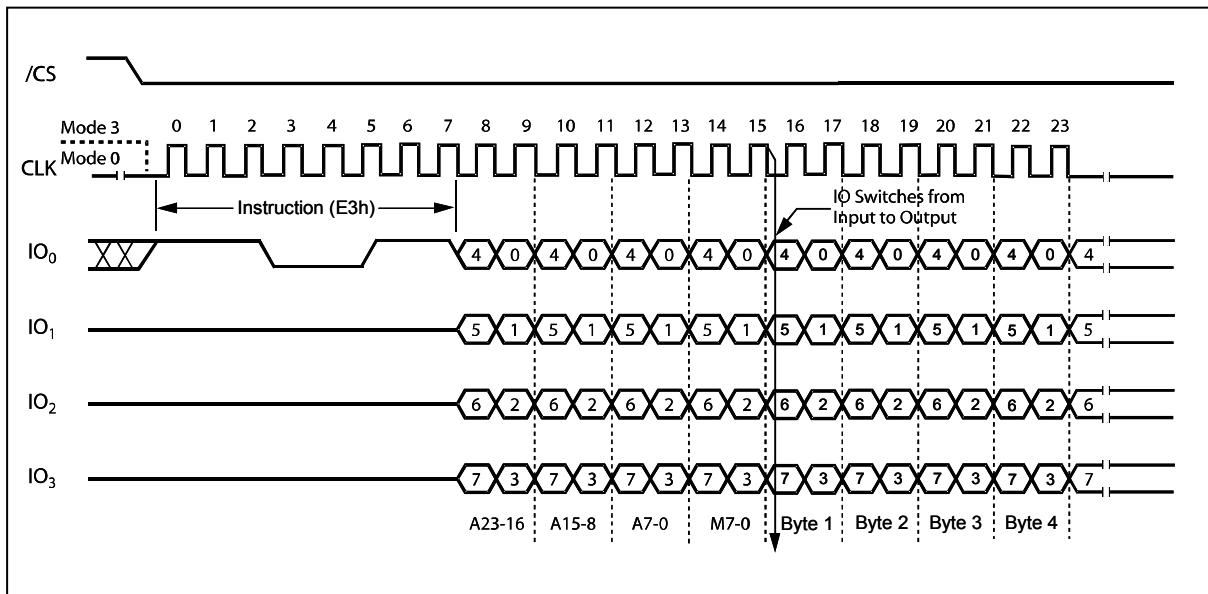 /CS
Mode 3
0 1 2 3 4 5 6 7 8 9 10 11 12 13 14 15 16 17 18 19 20 21 22 23
CLK
Mode 0
Instruction (E3h)
IO Switches from
Input to Output
IO₀
4 0 4 0 4 0 4 0 4 0 4 0 4 0 4 0 4
IO₁
5 1 5 1 5 1 5 1 5 1 5 1 5 1 5 1 5
IO₂
6 2 6 2 6 2 6 2 6 2 6 2 6 2 6 2 6
IO₃
7 3 7 3 7 3 7 3 7 3 7 3 7 3 7 3 7
A23-16 A15-8 A7-0 M7-0 Byte 1 Byte 2 Byte 3 Byte 4